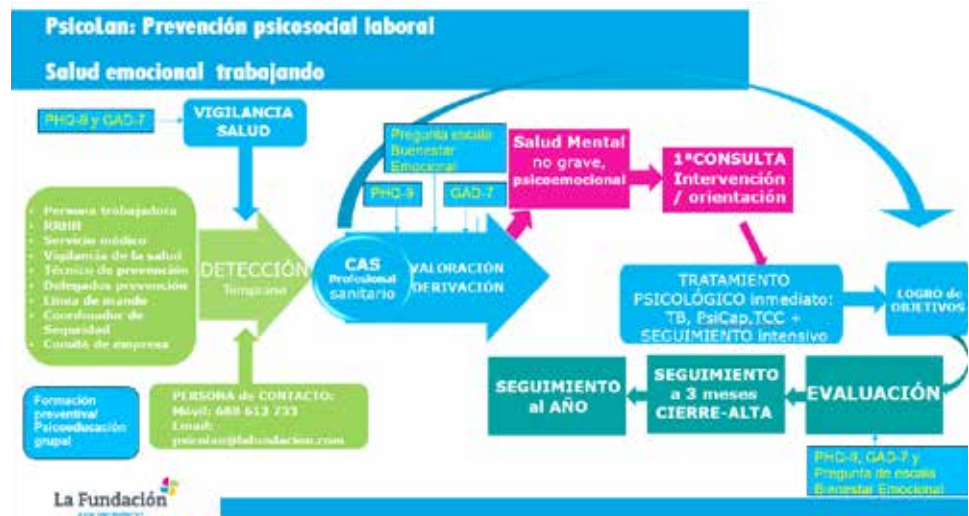 PsicoLan: Prevención psicosocial laboral
Salud emocional trabajando
PHQ-9 y GAD-7
VIGILANCIA
SALUD
Pregunta escala
Buenestar
Emocional
PHQ-9
GAD-7
Salud Mental
no grave,
psicoemocional
1ªCONSULTA
Intervención
/ orientación
• Persona trabajadora
• RRHH
• Servicio médico
• Vigilancia de la salud
• Técnico de prevención
• Delegados prevención
• Línea de mando
• Coordinador de
Seguridad
• Comité de empresa
DETECCIÓN
Temprana
CAS
Profesional
sanitario
VALORACIÓN
DERIVACIÓN
TRATAMIENTO
PSICOLÓGICO inmediato:
TB, PsiCap,TCC +
SEGUIMIENTO intensivo
LOGRO de
OBJETIVOS
Formación
preventiva/
Psicoeducación
grupal
PERSONA de CONTACTO:
Móvil: 688 613 733
Email:
psicolan@lafundacion.com
SEGUIMIENTO
al AÑO
SEGUIMIENTO
a 3 meses
CIERRE-ALTA
EVALUACIÓN
PHQ-9, GAD-7 y
Pregunta de escala
Bienestar Emocional
La Fundación